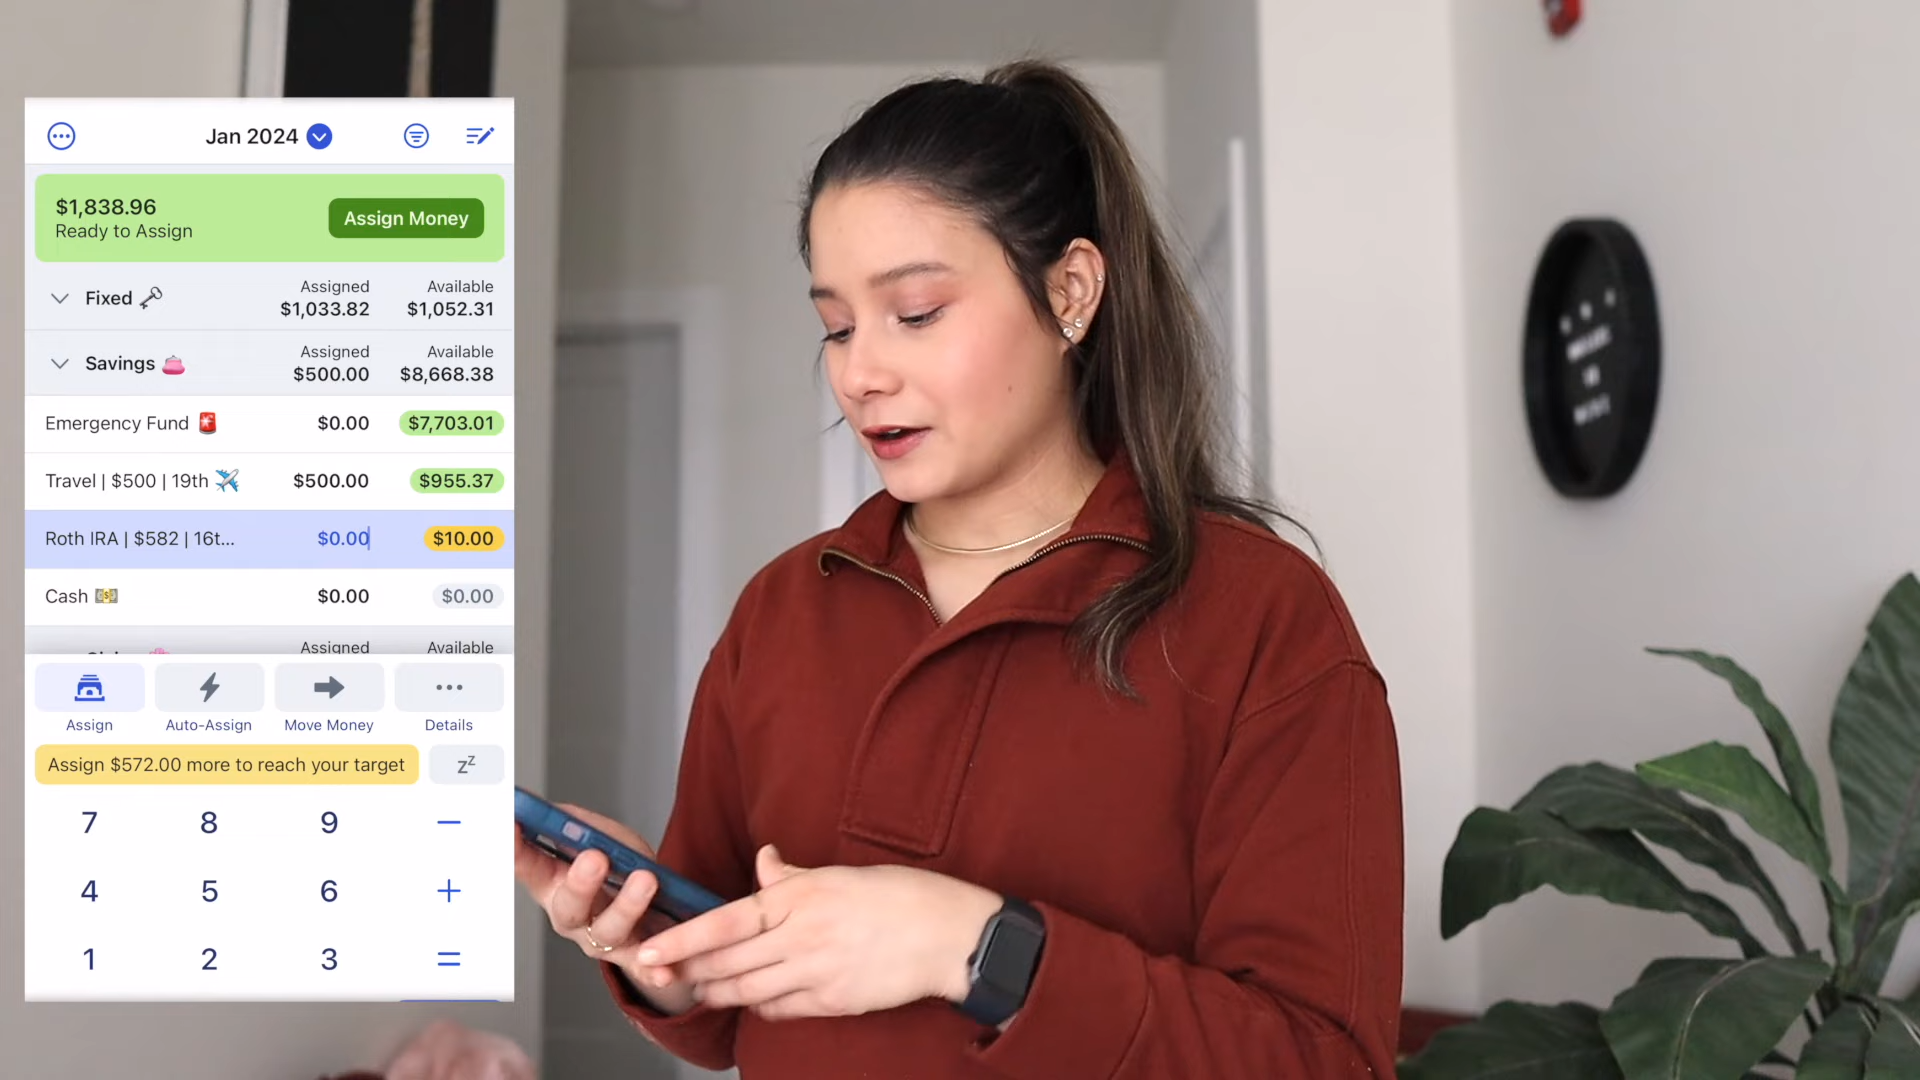 Jan 2024
$1,838.96
Ready to Assign
Assign Money
Fixed
Assigned
$1,033.82
Available
$1,052.31
Savings
Assigned
$500.00
Available
$8,668.38
Emergency Fund
$0.00
$7,703.01
Travel | $500 | 19th
$500.00
$955.37
Roth IRA | $582 | 16t...
$0.00
$10.00
Cash
$0.00
$0.00
Assigned
Available
Assign
Auto-Assign
Move Money
Details
Assign $572.00 more to reach your target
zz
7 8 9 −
4 5 6 +
1 2 3 =